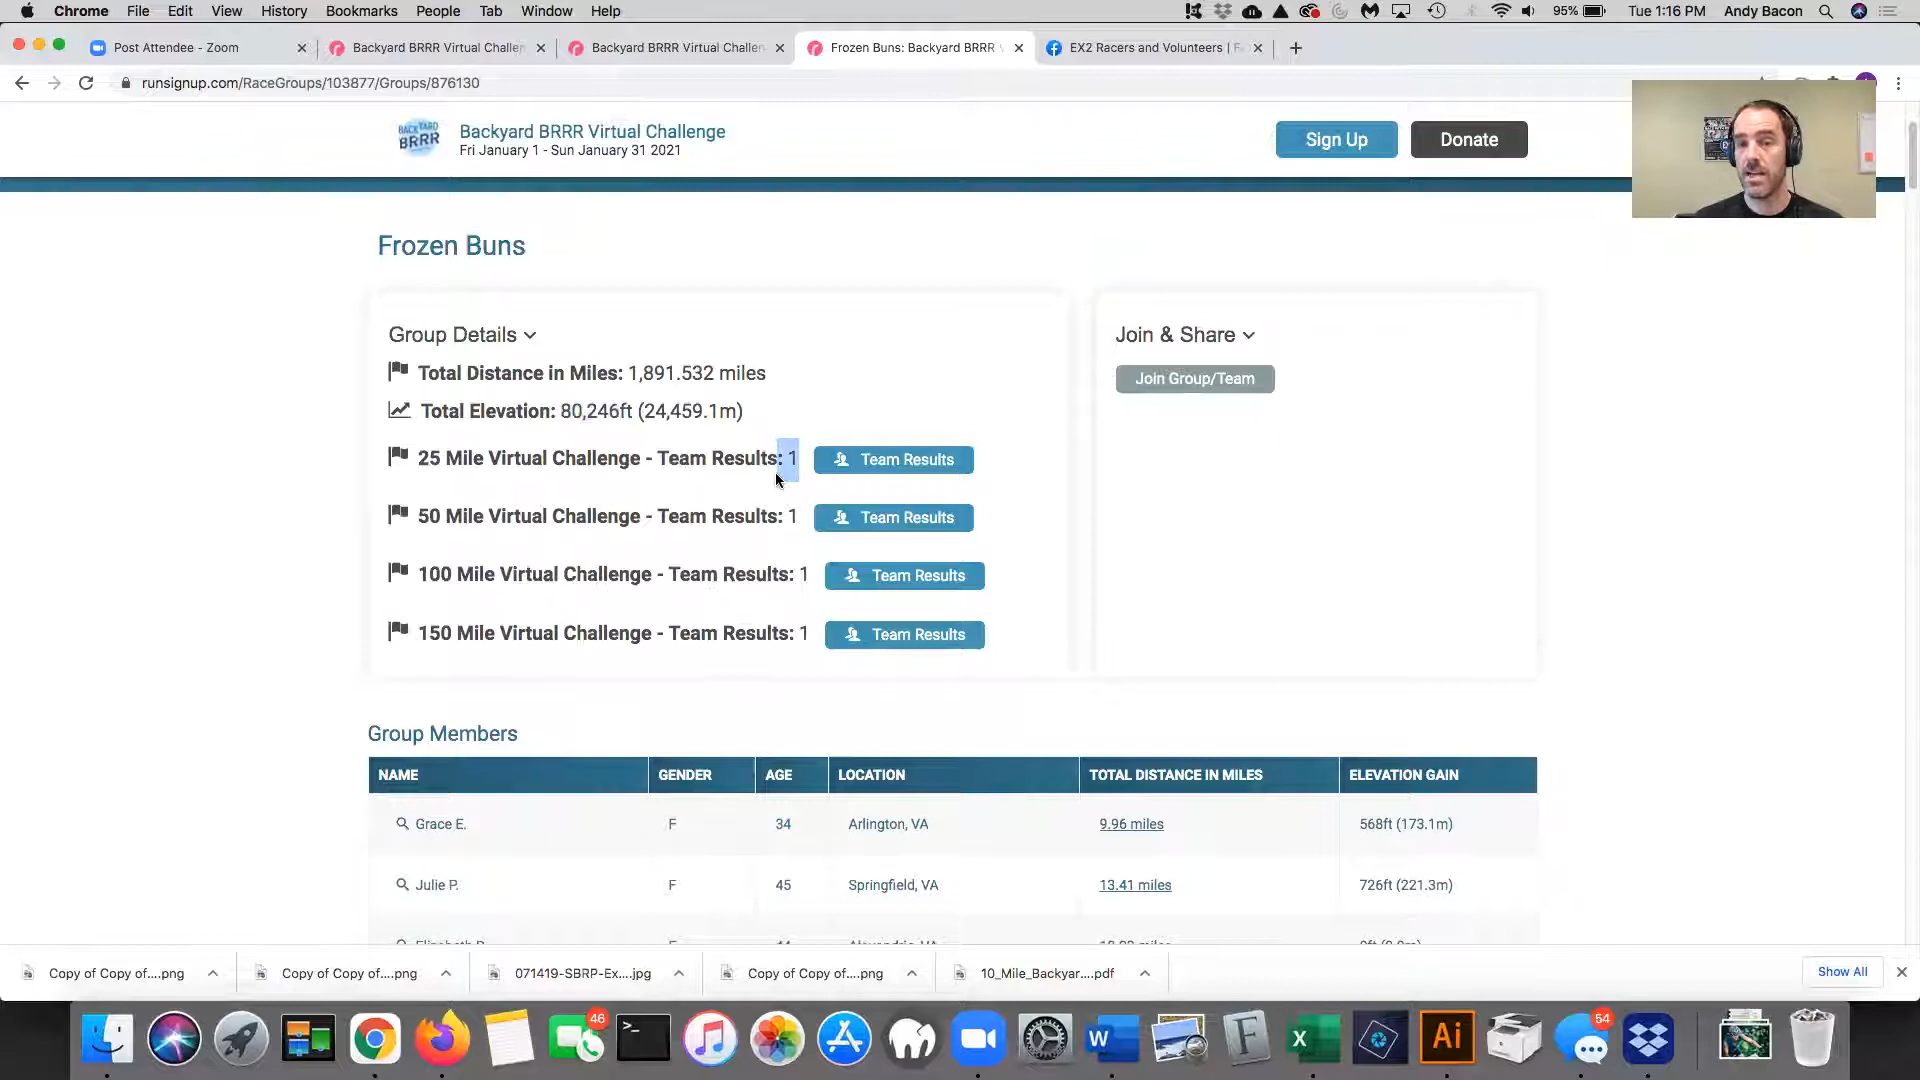 Chrome File Edit View History Bookmarks People Tab Window Help 95% Tue 1:16 PM Andy Bacon
Post Attendee - Zoom Backyard BRRR Virtual Challen Backyard BRRR Virtual Challen Frozen Buns: Backyard BRRR EX2 Racers and Volunteers |
runsignup.com/RaceGroups/103877/Groups/876130
BACKYARD BRRR
Backyard BRRR Virtual Challenge
Fri January 1 - Sun January 31 2021
Sign Up Donate
Frozen Buns
Group Details
Join & Share
Total Distance in Miles: 1,891.532 miles
Join Group/Team
Total Elevation: 80,246ft (24,459.1m)
25 Mile Virtual Challenge - Team Results: 1 Team Results
50 Mile Virtual Challenge - Team Results: 1 Team Results
100 Mile Virtual Challenge - Team Results: 1 Team Results
150 Mile Virtual Challenge - Team Results: 1 Team Results
Group Members
NAME GENDER AGE LOCATION TOTAL DISTANCE IN MILES ELEVATION GAIN
Grace E. F 34 Arlington, VA 9.96 miles 568ft (173.1m)
Julie P. F 45 Springfield, VA 13.41 miles 726ft (221.3m)
Copy of Copy of....png Copy of Copy of....png 071419-SBRP-Ex....jpg Copy of Copy of....png 10_Mile_Backyar....pdf Show All
46 W F X Ai 54